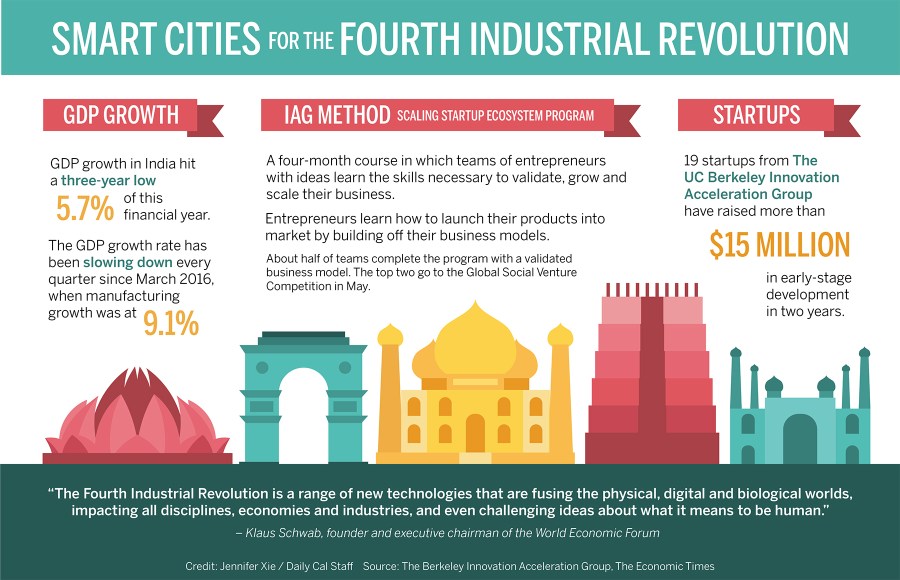 SMART CITIES FOR THE FOURTH INDUSTRIAL REVOLUTION
GDP GROWTH
GDP growth in India hit
a three-year low
5.7% of this
financial year.
The GDP growth rate has
been slowing down every
quarter since March 2016,
when manufacturing
growth was at 9.1%
IAG METHOD SCALING STARTUP ECOSYSTEM PROGRAM
A four-month course in which teams of entrepreneurs
with ideas learn the skills necessary to validate, grow and
scale their business.
Entrepreneurs learn how to launch their products into
market by building off their business models.
About half of teams complete the program with a validated
business model. The top two go to the Global Social Venture
Competition in May.
STARTUPS
19 startups from The
UC Berkeley Innovation
Acceleration Group
have raised more than
$15 MILLION
in early-stage
development
in two years.
“The Fourth Industrial Revolution is a range of new technologies that are fusing the physical, digital and biological worlds,
impacting all disciplines, economies and industries, and even challenging ideas about what it means to be human.”
– Klaus Schwab, founder and executive chairman of the World Economic Forum
Credit: Jennifer Xie / Daily Cal Staff Source: The Berkeley Innovation Acceleration Group, The Economic Times